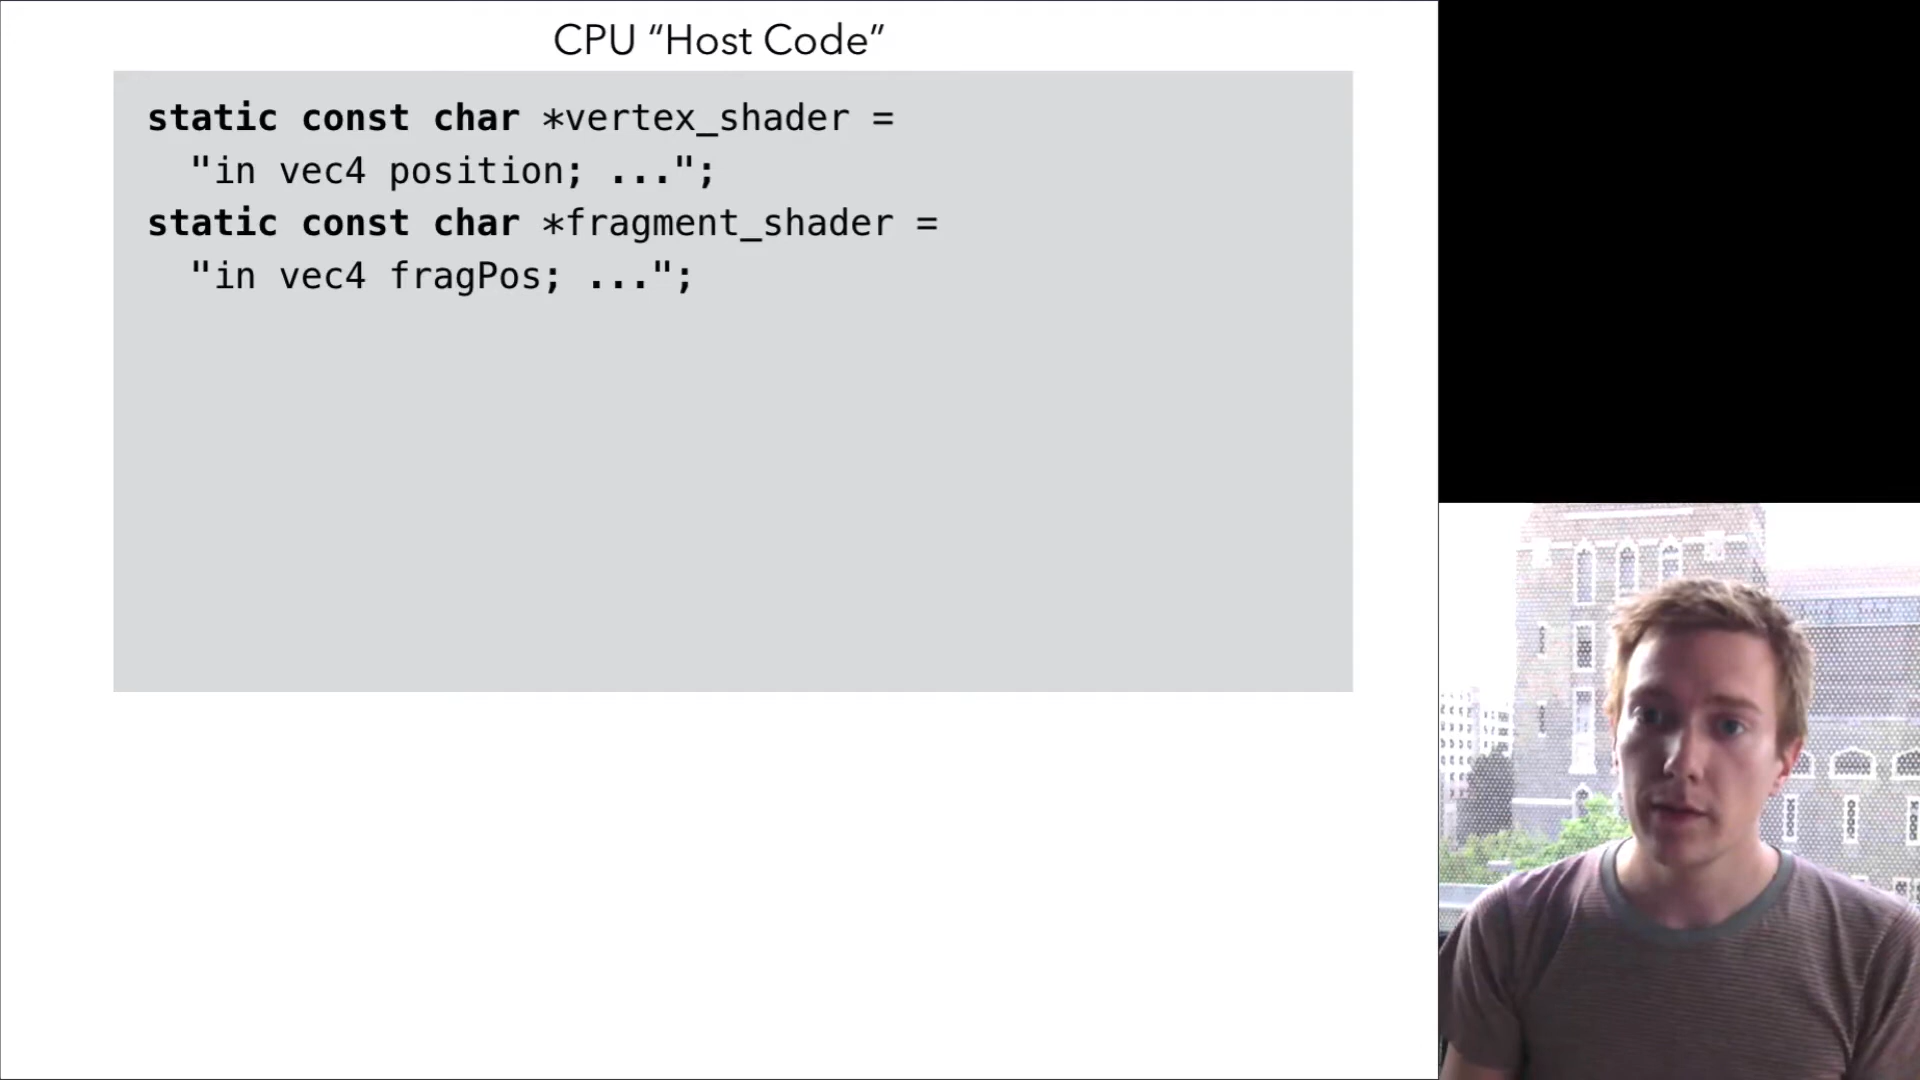 CPU “Host Code”
static const char *vertex_shader =
"in vec4 position; ...";
static const char *fragment_shader =
"in vec4 fragPos; ...";